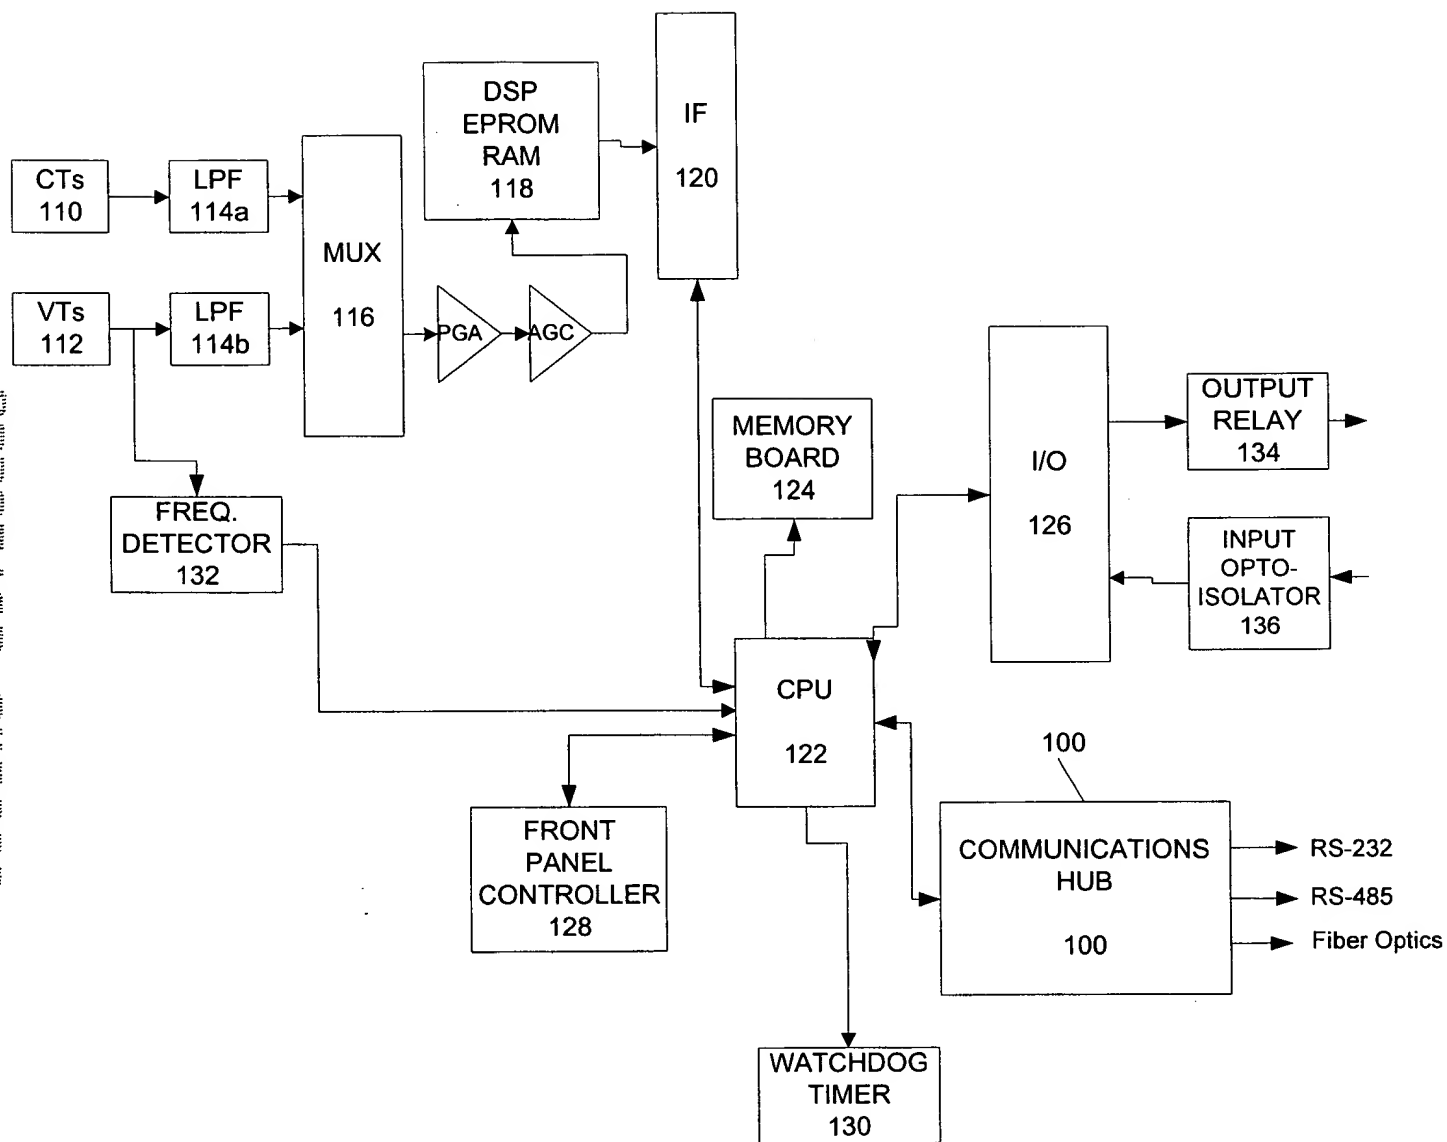 DSP
EPROM
RAM
118
IF
120
CTs
110
LPF
114a
MUX
116
VTs
112
LPF
114b
PGA
AGC
FREQ.
DETECTOR
132
MEMORY
BOARD
124
I/O
126
OUTPUT
RELAY
134
INPUT
OPTO-
ISOLATOR
136
CPU
122
FRONT
PANEL
CONTROLLER
128
100
COMMUNICATIONS
HUB
100
RS-232
RS-485
Fiber Optics
WATCHDOG
TIMER
130